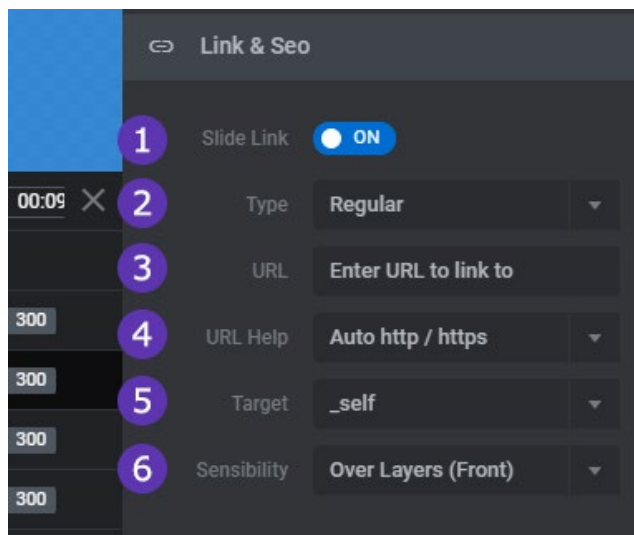 Link & Seo
1 Slide Link ON
00:09 2 Type Regular
3 URL Enter URL to link to
300 4 URL Help Auto http / https
300 5 Target _self
300 6 Sensibility Over Layers (Front)
300